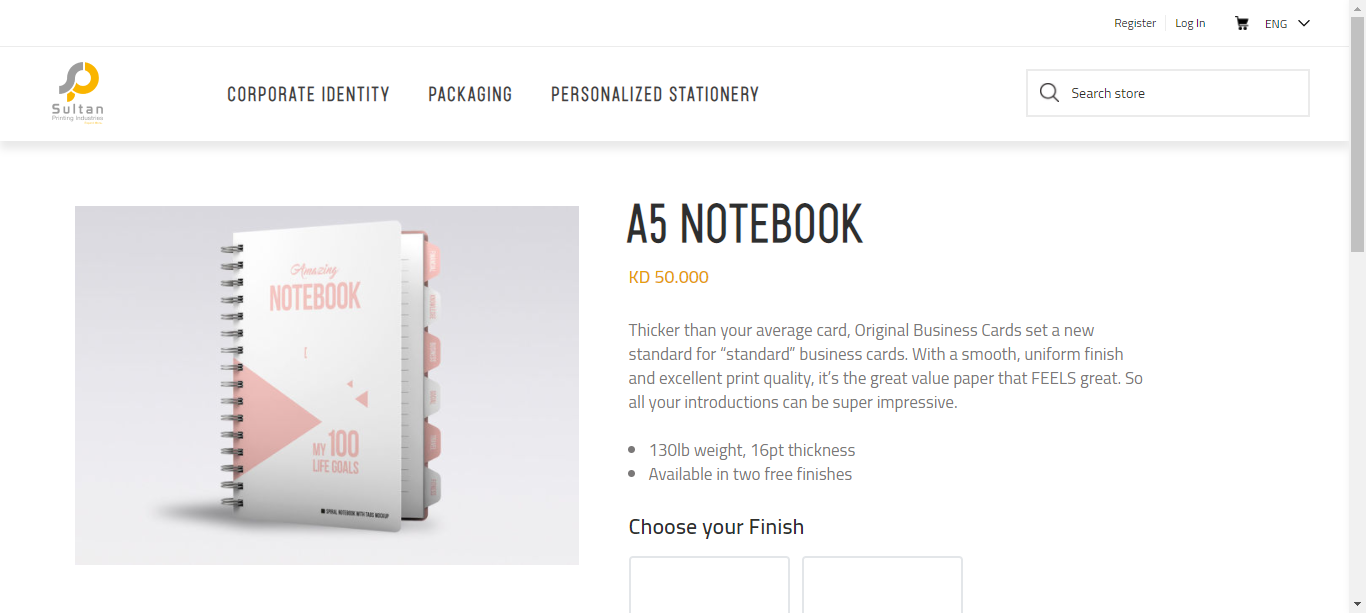 Register
Log In
ENG
Sultan
Printing Industries
CORPORATE IDENTITY
PACKAGING
PERSONALIZED STATIONERY
Search store
Amazing
NOTEBOOK
MY 100
LIFE GOALS
SPIRAL NOTEBOOK WITH TABS MOCKUP
A5 NOTEBOOK
KD 50.000
Thicker than your average card, Original Business Cards set a new
standard for “standard” business cards. With a smooth, uniform finish
and excellent print quality, it’s the great value paper that FEELS great. So
all your introductions can be super impressive.
130lb weight, 16pt thickness
Available in two free finishes
Choose your Finish